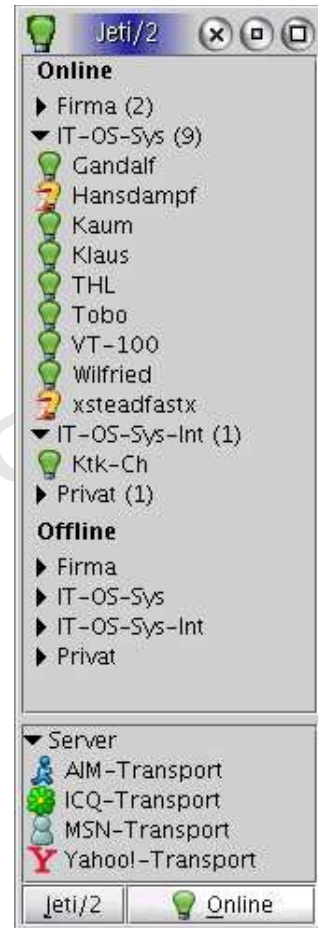 Jeti/2
Online
Firma (2)
IT-OS-Sys (9)
Gandalf
Hansdampf
Kaum
Klaus
THL
Tobo
VT-100
Wilfried
xsteadfastx
IT-OS-Sys-Int (1)
Ktk-Ch
Privat (1)
Offline
Firma
IT-OS-Sys
IT-OS-Sys-Int
Privat
Server
AIM-Transport
ICQ-Transport
MSN-Transport
Yahoo!-Transport
Jeti/2 Online